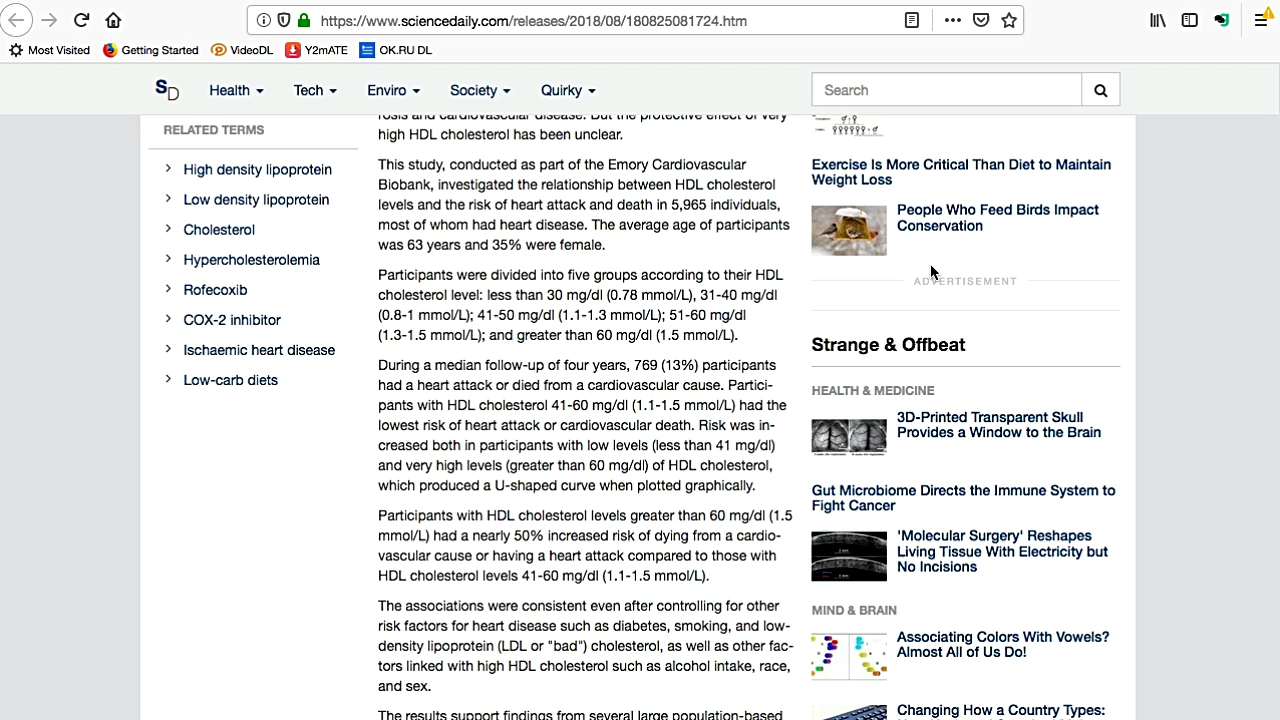 https://www.sciencedaily.com/releases/2018/08/180825081724.htm
Most Visited
Getting Started
VideoDL
Y2mATE
OK.RU DL
SD
Health
Tech
Enviro
Society
Quirky
Search
RELATED TERMS
High density lipoprotein
Low density lipoprotein
Cholesterol
Hypercholesterolemia
Rofecoxib
COX-2 inhibitor
Ischaemic heart disease
Low-carb diets
rosis and cardiovascular disease. But the protective effect of very
high HDL cholesterol has been unclear.
This study, conducted as part of the Emory Cardiovascular
Biobank, investigated the relationship between HDL cholesterol
levels and the risk of heart attack and death in 5,965 individuals,
most of whom had heart disease. The average age of participants
was 63 years and 35% were female.
Participants were divided into five groups according to their HDL
cholesterol level: less than 30 mg/dl (0.78 mmol/L), 31-40 mg/dl
(0.8-1 mmol/L); 41-50 mg/dl (1.1-1.3 mmol/L); 51-60 mg/dl
(1.3-1.5 mmol/L); and greater than 60 mg/dl (1.5 mmol/L).
During a median follow-up of four years, 769 (13%) participants
had a heart attack or died from a cardiovascular cause. Partici-
pants with HDL cholesterol 41-60 mg/dl (1.1-1.5 mmol/L) had the
lowest risk of heart attack or cardiovascular death. Risk was in-
creased both in participants with low levels (less than 41 mg/dl)
and very high levels (greater than 60 mg/dl) of HDL cholesterol,
which produced a U-shaped curve when plotted graphically.
Participants with HDL cholesterol levels greater than 60 mg/dl (1.5
mmol/L) had a nearly 50% increased risk of dying from a cardio-
vascular cause or having a heart attack compared to those with
HDL cholesterol levels 41-60 mg/dl (1.1-1.5 mmol/L).
The associations were consistent even after controlling for other
risk factors for heart disease such as diabetes, smoking, and low-
density lipoprotein (LDL or "bad") cholesterol, as well as other fac-
tors linked with high HDL cholesterol such as alcohol intake, race,
and sex.
The results support findings from several large population-based
Exercise Is More Critical Than Diet to Maintain
Weight Loss
People Who Feed Birds Impact
Conservation
ADVERTISEMENT
Strange & Offbeat
HEALTH & MEDICINE
3D-Printed Transparent Skull
Provides a Window to the Brain
Gut Microbiome Directs the Immune System to
Fight Cancer
'Molecular Surgery' Reshapes
Living Tissue With Electricity but
No Incisions
MIND & BRAIN
Associating Colors With Vowels?
Almost All of Us Do!
Changing How a Country Types: